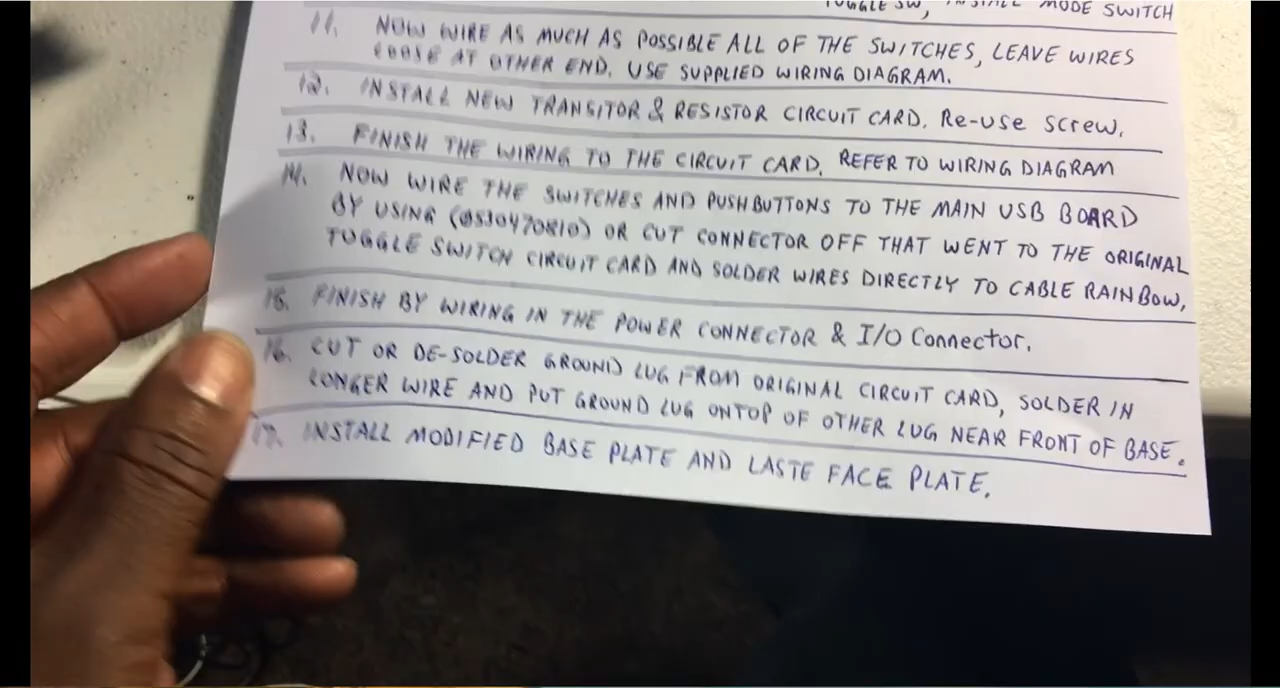 TOGGLE SW, INSTALL MODE SWITCH
11. NOW WIRE AS MUCH AS POSSIBLE ALL OF THE SWITCHES, LEAVE WIRES
LOOSE AT OTHER END. USE SUPPLIED WIRING DIAGRAM.
12. INSTALL NEW TRANSITOR & RESISTOR CIRCUIT CARD. Re-use screw.
13. FINISH THE WIRING TO THE CIRCUIT CARD. REFER TO WIRING DIAGRAM
14. NOW WIRE THE SWITCHES AND PUSHBUTTONS TO THE MAIN USB BOARD
BY USING OR CUT CONNECTOR OFF THAT WENT TO THE ORIGINAL
TOGGLE SWITCH CIRCUIT CARD AND SOLDER WIRES DIRECTLY TO CABLE RAINBOW,
15. FINISH BY WIRING IN THE POWER CONNECTOR & I/O Connector.
16. CUT OR DE-SOLDER GROUND LUG FROM ORIGINAL CIRCUIT CARD, SOLDER IN
LONGER WIRE AND PUT GROUND LUG ONTOP OF OTHER LUG NEAR FRONT OF BASE.
17. INSTALL MODIFIED BASE PLATE AND LASTE FACE PLATE.